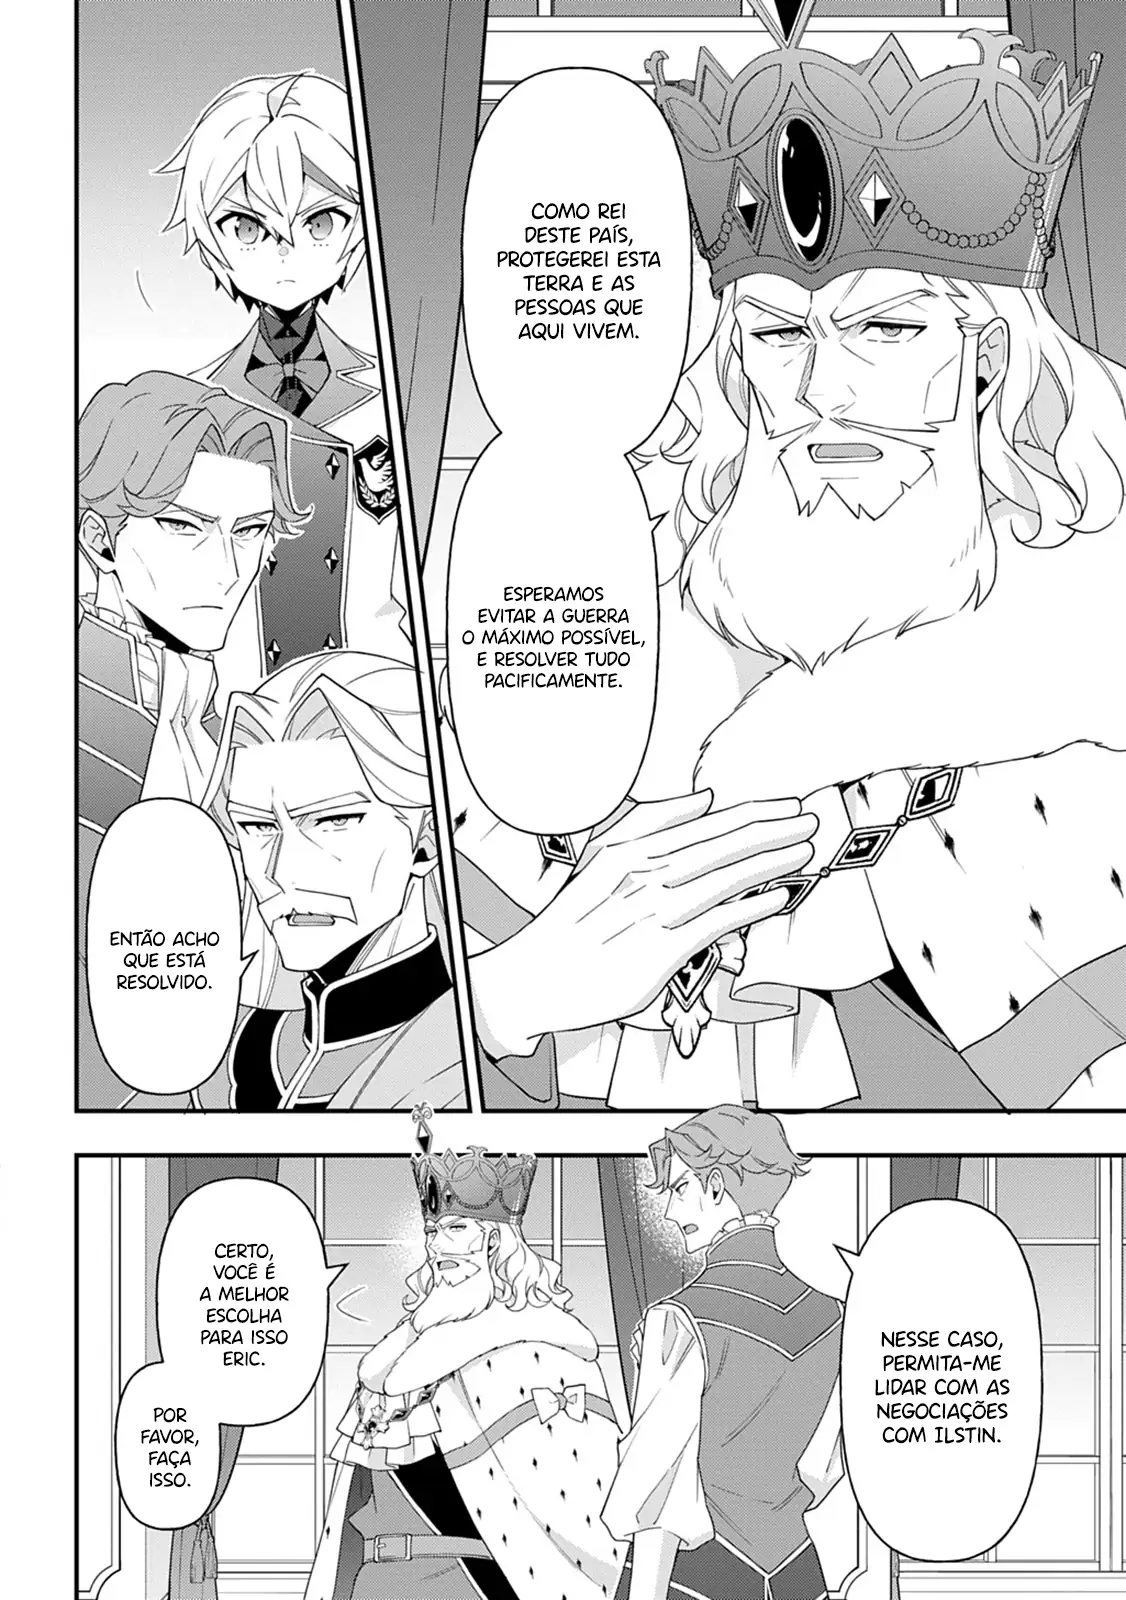 COMO REI
DESTE PAÍS,
PROTEGEREI ESTA
TERRA E AS
PESSOAS QUE
AQUI VIVEM.
ESPERAMOS
EVITAR A GUERRA
O MÁXIMO POSSÍVEL,
E RESOLVER TUDO
PACIFICAMENTE.
ENTÃO ACHO
QUE ESTÁ
RESOLVIDO.
NESSE CASO,
PERMITA-ME
LIDAR COM AS
NEGOCIAÇÕES
COM ILSTIN.
CERTO,
VOCÊ É
A MELHOR
ESCOLHA
PARA ISSO
ERIC.
POR
FAVOR,
FAÇA
ISSO.